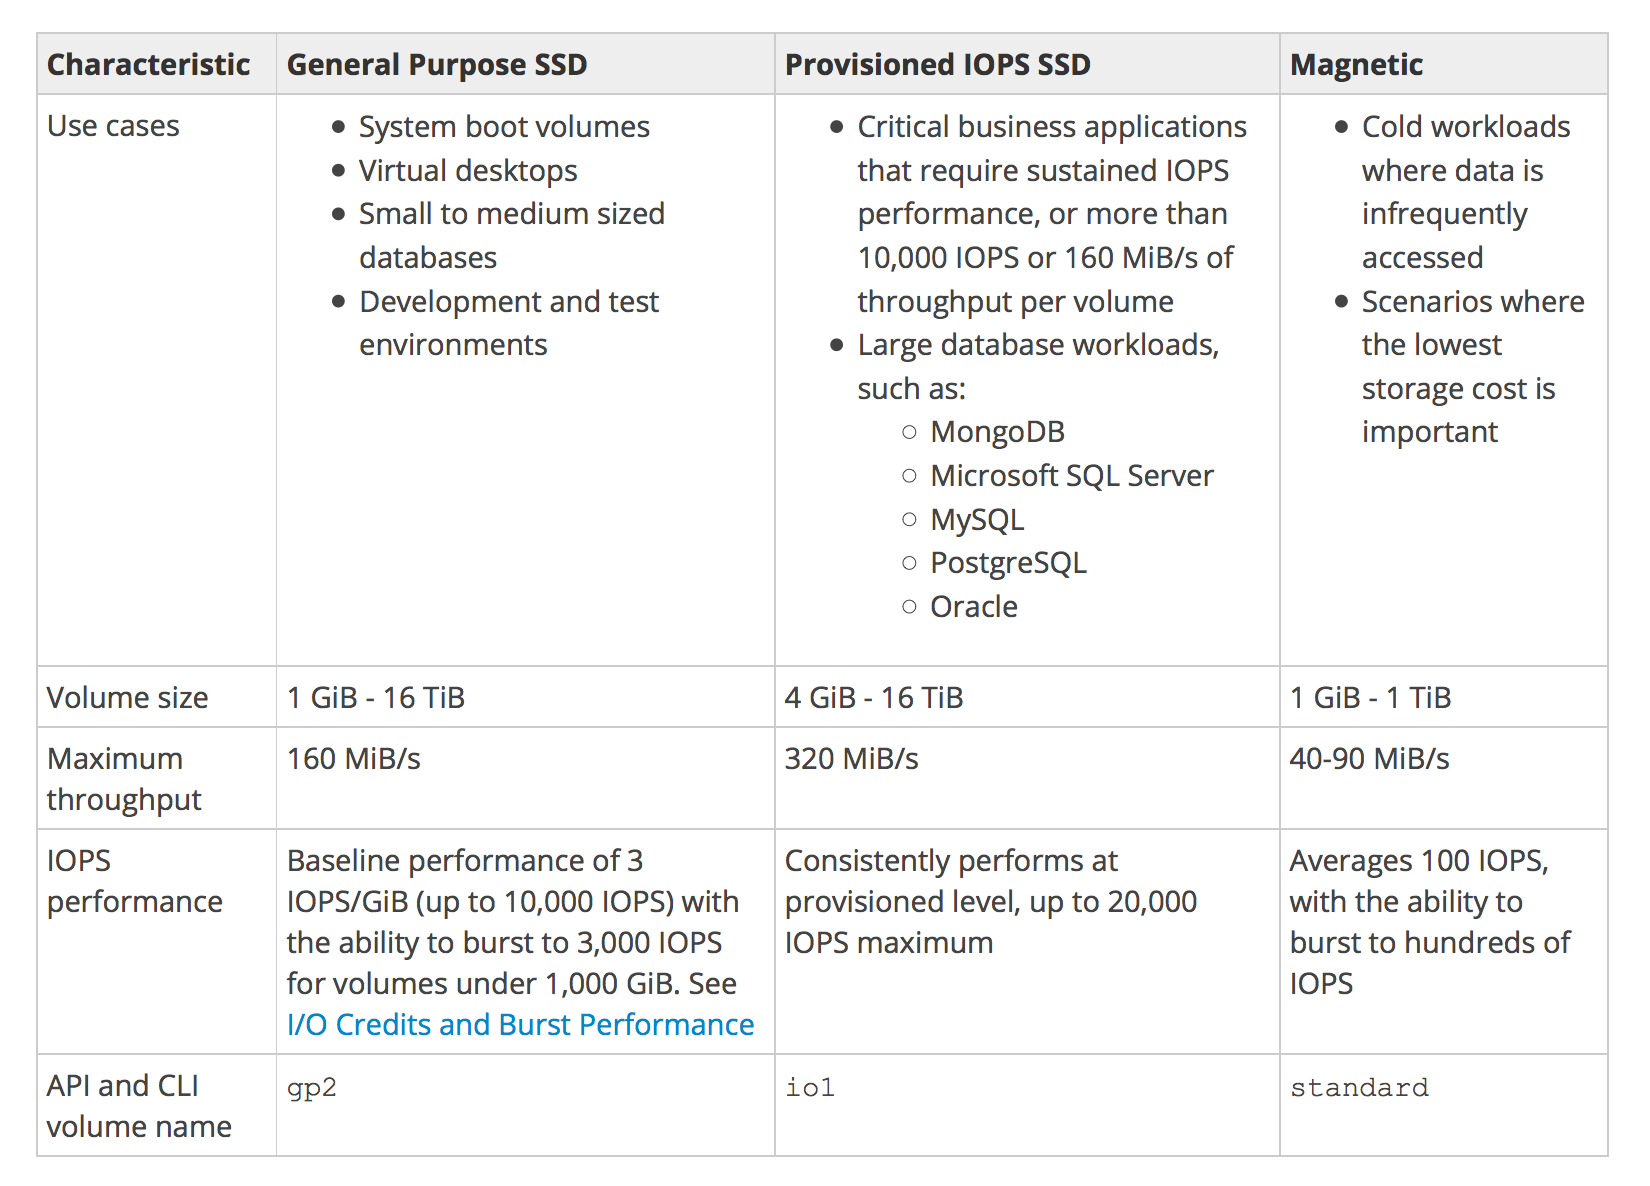 Characteristic General Purpose SSD Provisioned IOPS SSD Magnetic
Use cases
System boot volumes
Virtual desktops
Small to medium sized
databases
Development and test
environments
Critical business applications
that require sustained IOPS
performance, or more than
10,000 IOPS or 160 MiB/s of
throughput per volume
Large database workloads,
such as:
MongoDB
Microsoft SQL Server
MySQL
PostgreSQL
Oracle
Cold workloads
where data is
infrequently
accessed
Scenarios where
the lowest
storage cost is
important
Volume size
1 GiB - 16 TiB
4 GiB - 16 TiB
1 GiB - 1 TiB
Maximum
throughput
160 MiB/s
320 MiB/s
40-90 MiB/s
IOPS
performance
Baseline performance of 3
IOPS/GiB (up to 10,000 IOPS) with
the ability to burst to 3,000 IOPS
for volumes under 1,000 GiB. See
I/O Credits and Burst Performance
Consistently performs at
provisioned level, up to 20,000
IOPS maximum
Averages 100 IOPS,
with the ability to
burst to hundreds of
IOPS
API and CLI
volume name
gp2
io1
standard